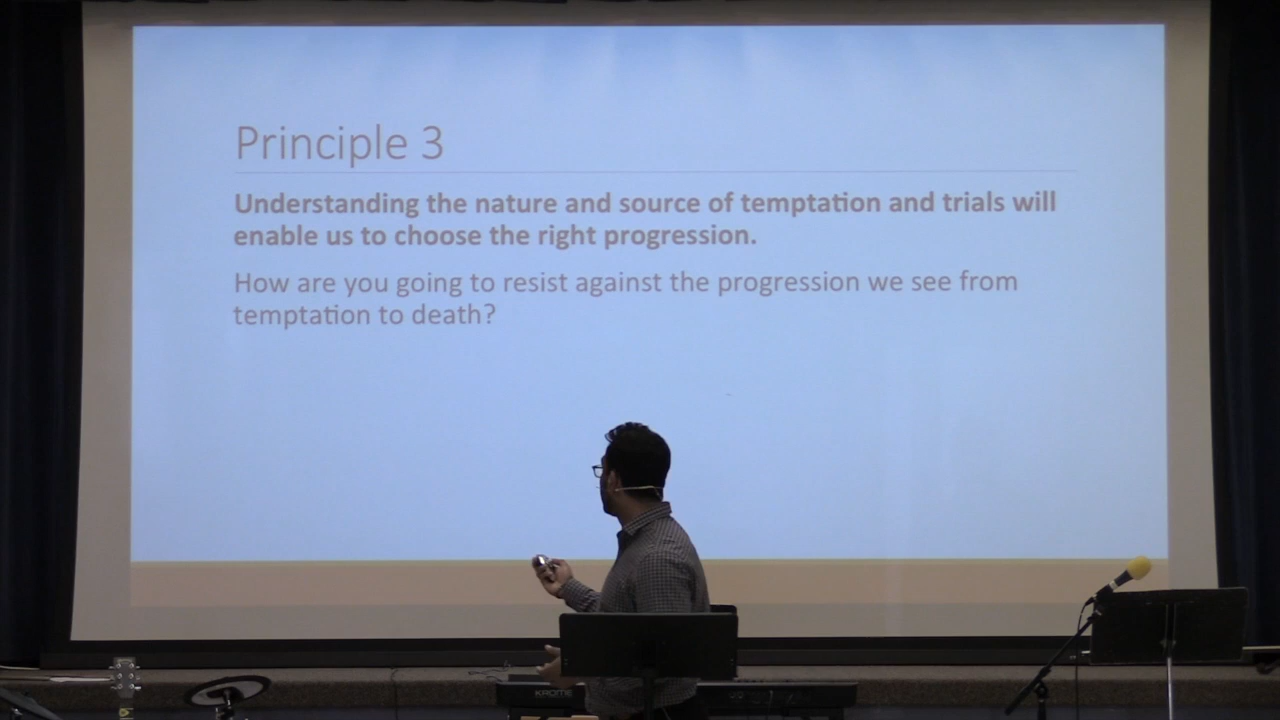 Principle 3
Understanding the nature and source of temptation and trials will
enable us to choose the right progression.
How are you going to resist against the progression we see from
temptation to death?
KROME